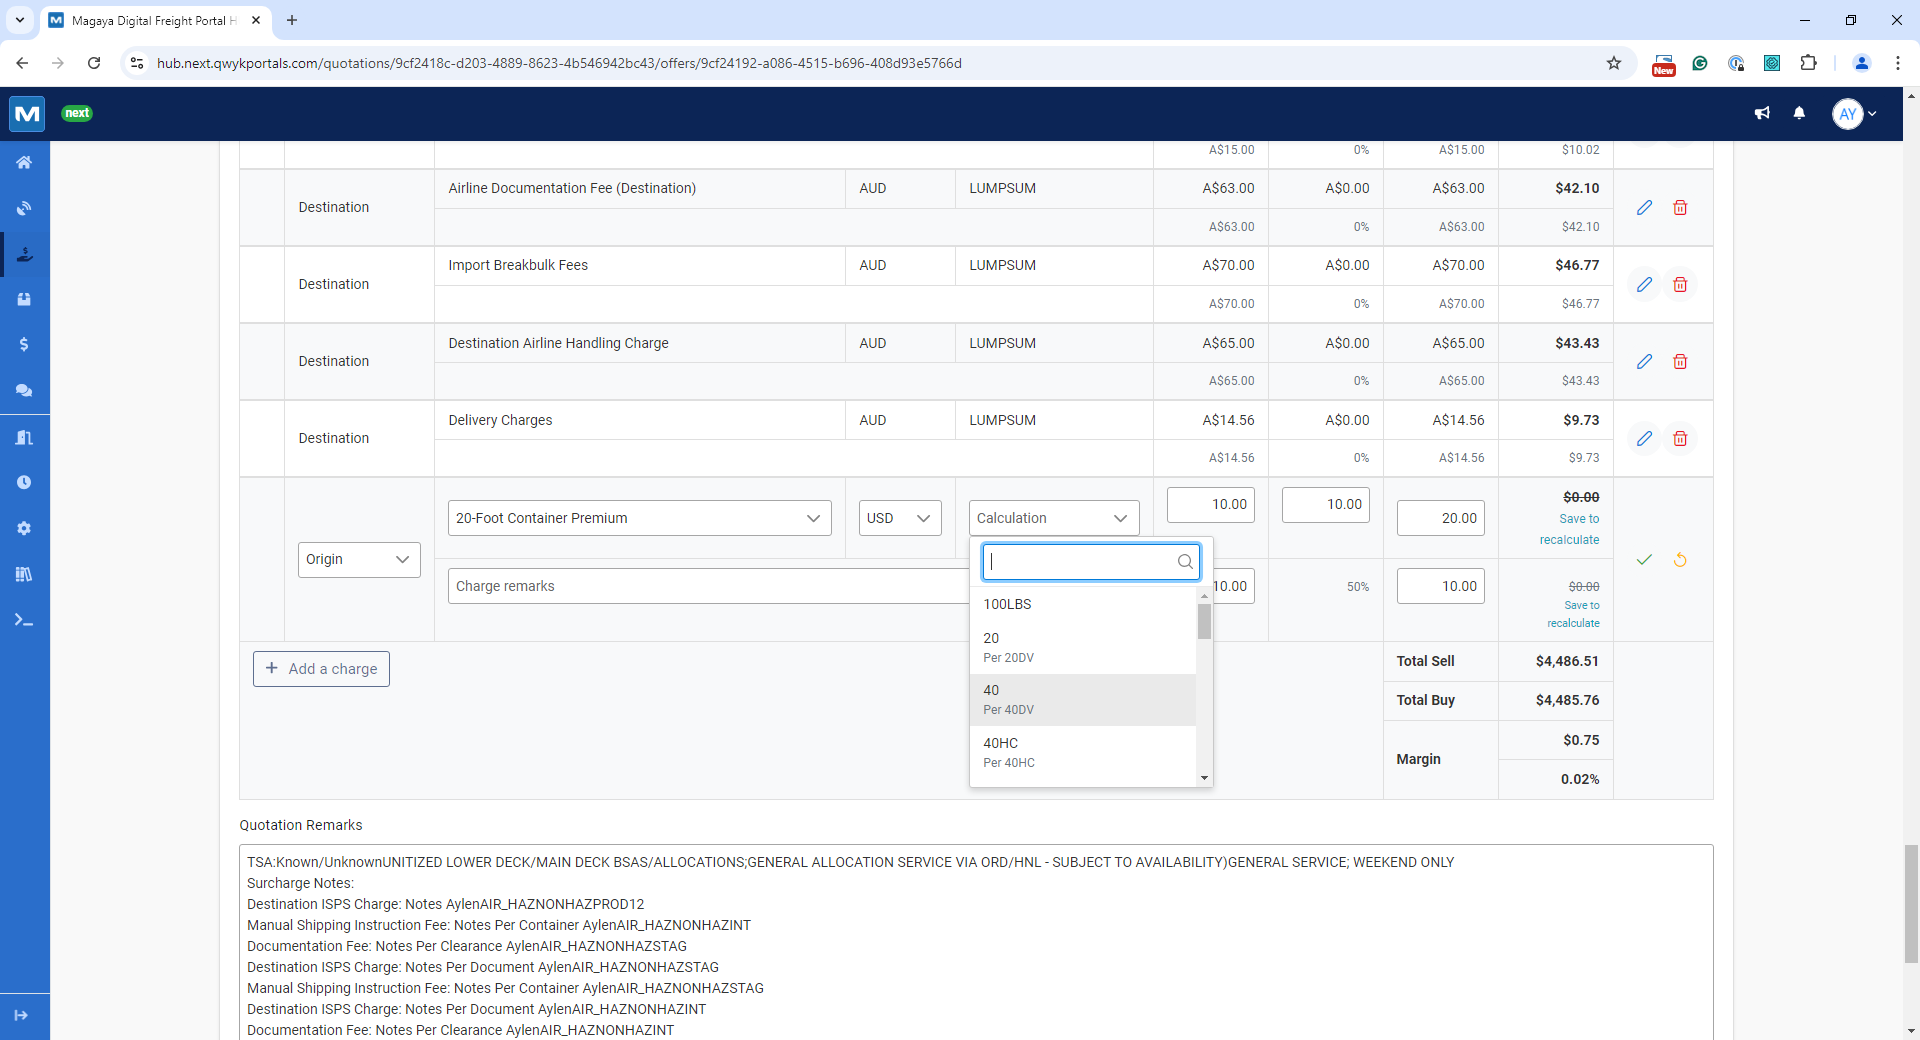 Magaya Digital Freight Portal H
hub.next.qwykportals.com/quotations/9cf2418c-d203-4889-8623-4b546942bc43/offers/9cf24192-a086-4515-b696-408d93e5766d
New
next
AY
A$15.00 0% A$15.00 $10.02
Destination
Airline Documentation Fee (Destination) AUD LUMPSUM A$63.00 A$0.00 A$63.00 $42.10
A$63.00 0% A$63.00 $42.10
Destination
Import Breakbulk Fees AUD LUMPSUM A$70.00 A$0.00 A$70.00 $46.77
A$70.00 0% A$70.00 $46.77
Destination
Destination Airline Handling Charge AUD LUMPSUM A$65.00 A$0.00 A$65.00 $43.43
A$65.00 0% A$65.00 $43.43
Destination
Delivery Charges AUD LUMPSUM A$14.56 A$0.00 A$14.56 $9.73
A$14.56 0% A$14.56 $9.73
Origin
20-Foot Container Premium USD Calculation 10.00 10.00 20.00 $0.00
Save to
recalculate
Charge remarks 10.00 50% 10.00 $0.00
Save to
recalculate
100LBS
20
Per 20DV
40
Per 40DV
40HC
Per 40HC
Add a charge
Total Sell $4,486.51
Total Buy $4,485.76
Margin $0.75
0.02%
Quotation Remarks
TSA:Known/UnknownUNITIZED LOWER DECK/MAIN DECK BSAS/ALLOCATIONS;GENERAL ALLOCATION SERVICE VIA ORD/HNL - SUBJECT TO AVAILABILITY)GENERAL SERVICE; WEEKEND ONLY
Surcharge Notes:
Destination ISPS Charge: Notes AylenAIR_HAZNONHAZPROD12
Manual Shipping Instruction Fee: Notes Per Container AylenAIR_HAZNONHAZINT
Documentation Fee: Notes Per Clearance AylenAIR_HAZNONHAZSTAG
Destination ISPS Charge: Notes Per Document AylenAIR_HAZNONHAZSTAG
Manual Shipping Instruction Fee: Notes Per Container AylenAIR_HAZNONHAZSTAG
Destination ISPS Charge: Notes Per Document AylenAIR_HAZNONHAZINT
Documentation Fee: Notes Per Clearance AylenAIR_HAZNONHAZINT